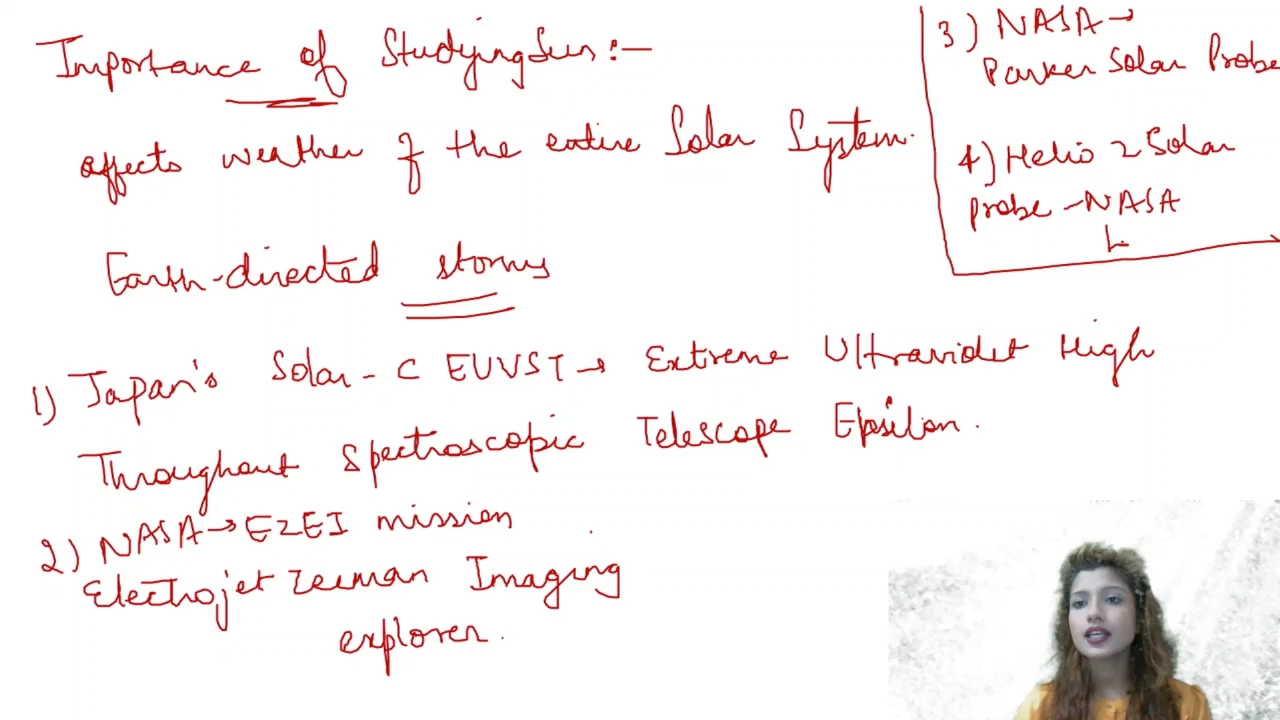 Importance of Studying Sun :-
affects weather of the entire Solar System.
Earth-directed storms
1) Japan's Solar-C EUVST → Extreme Ultraviolet High
Throughout Spectroscopic Telescope Epsilon.
2) NASA → EZEI mission
Electrojet Zeeman Imaging
explorer.
3) NASA →
Parker Solar Probe
4) Helio 2 Solar
probe - NASA